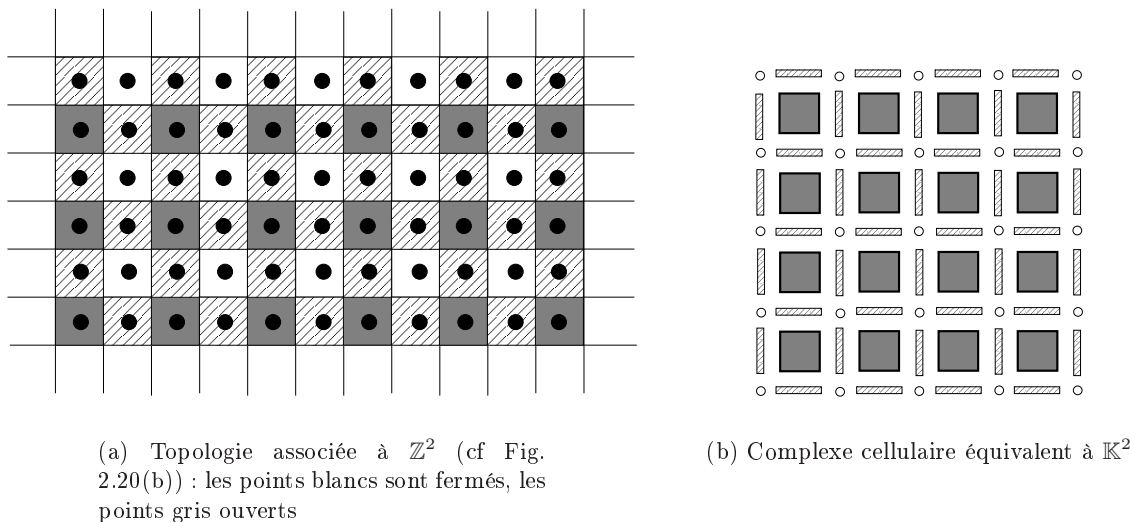 (a) Topologie associée à ℤ² (cf Fig.
2.20(b)) : les points blancs sont fermés, les
points gris ouverts
(b) Complexe cellulaire équivalent à 𝕂²